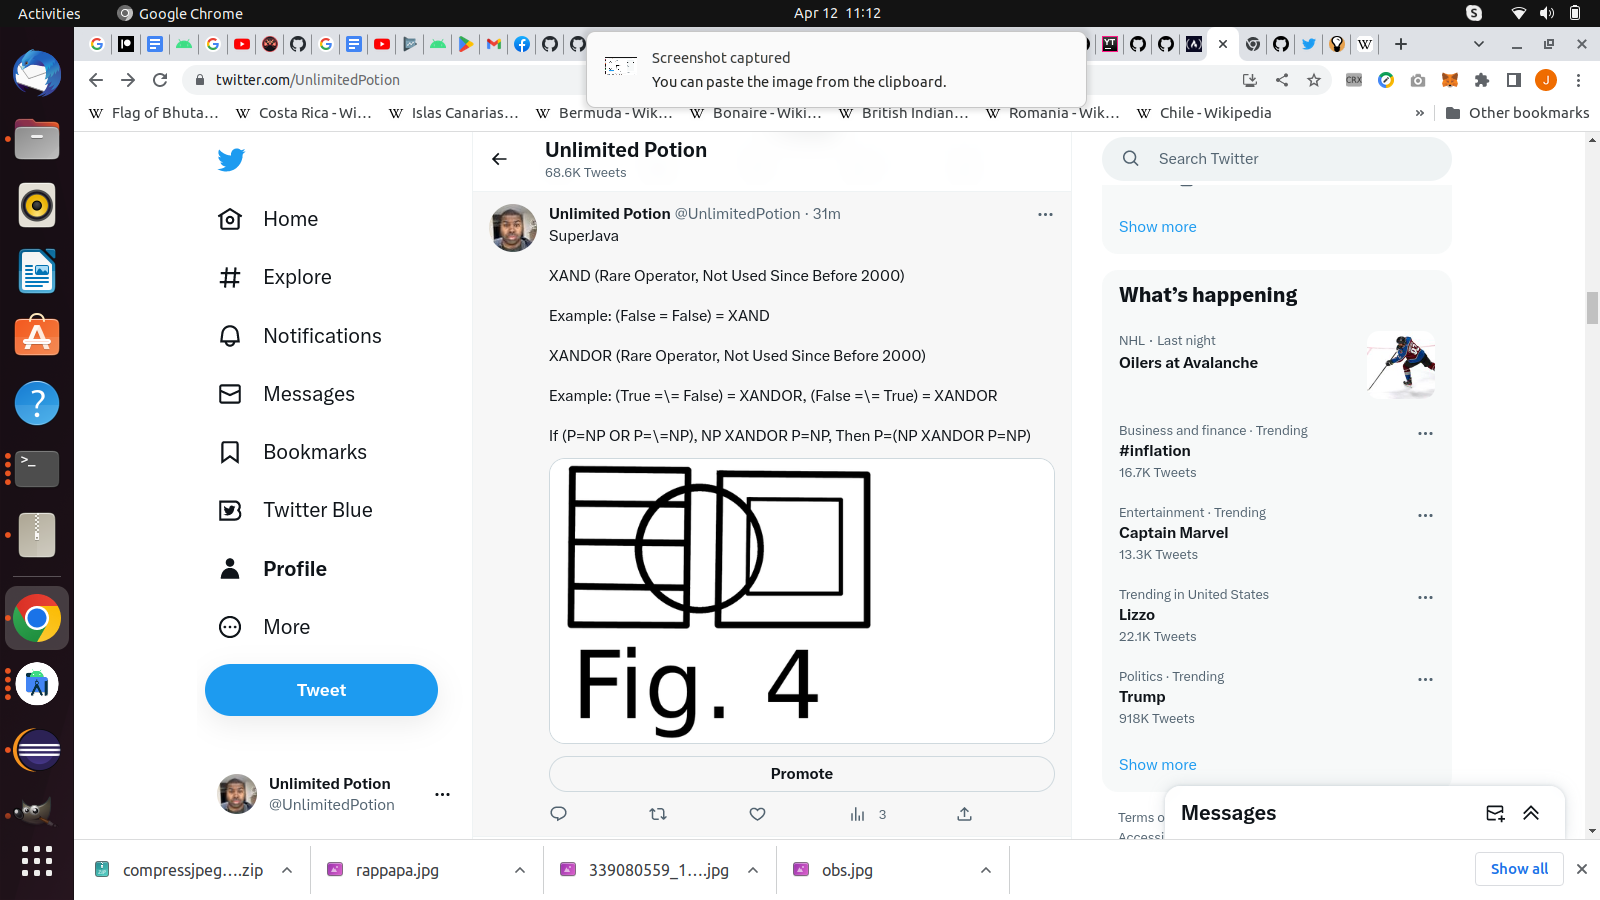 Activities
Google Chrome
Apr 12 11:12
Screenshot captured
You can paste the image from the clipboard.
twitter.com/UnlimitedPotion
Flag of Bhuta…
Costa Rica - Wi…
Islas Canarias…
Bermuda - Wik…
Bonaire - Wiki…
British Indian…
Romania - Wik…
Chile - Wikipedia
»
Other bookmarks
Home
Explore
Notifications
Messages
Bookmarks
Twitter Blue
Profile
More
Tweet
Unlimited Potion
@UnlimitedPotion
Unlimited Potion
68.6K Tweets
Unlimited Potion @UnlimitedPotion · 31m
SuperJava
XAND (Rare Operator, Not Used Since Before 2000)
Example: (False = False) = XAND
XANDOR (Rare Operator, Not Used Since Before 2000)
Example: (True =\= False) = XANDOR, (False =\= True) = XANDOR
If (P=NP OR P=\=NP), NP XANDOR P=NP, Then P=(NP XANDOR P=NP)
Fig. 4
Promote
3
Search Twitter
Show more
What’s happening
NHL · Last night
Oilers at Avalanche
Business and finance · Trending
#inflation
16.7K Tweets
Entertainment · Trending
Captain Marvel
13.3K Tweets
Trending in United States
Lizzo
22.1K Tweets
Politics · Trending
Trump
918K Tweets
Show more
Terms o
Messages
compressjpeg....zip
rappapa.jpg
339080559_1....jpg
obs.jpg
Show all